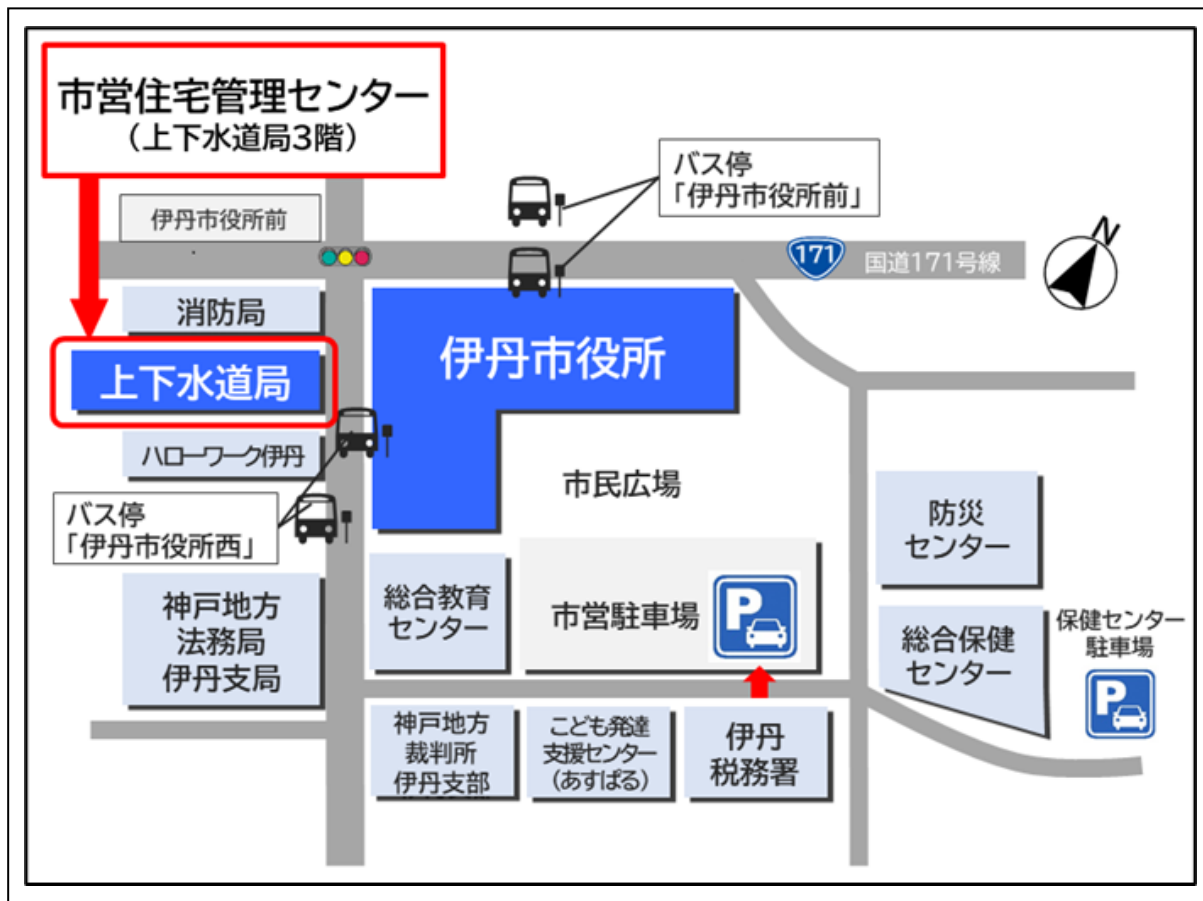 市営住宅管理センター
（上下水道局3階）
バス停
「伊丹市役所前」
伊丹市役所前
N
171
国道171号線
消防局
伊丹市役所
上下水道局
ハローワーク伊丹
市民広場
バス停
「伊丹市役所西」
防災
センター
神戸地方
法務局
伊丹支局
総合教育
センター
市営駐車場
P
総合保健
センター
保健センター
駐車場
P
神戸地方
裁判所
伊丹支部
こども発達
支援センター
（あすぱる）
伊丹
税務署